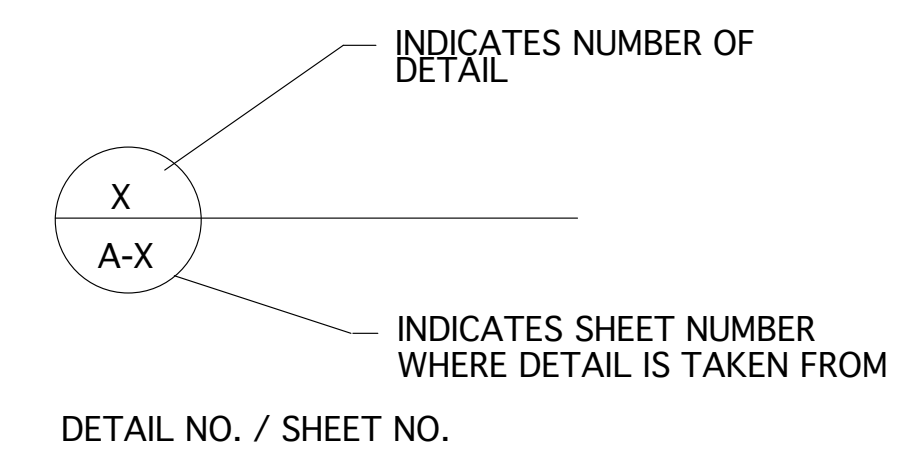 INDICATES NUMBER OF
DETAIL
X
A-X
INDICATES SHEET NUMBER
WHERE DETAIL IS TAKEN FROM
DETAIL NO. / SHEET NO.